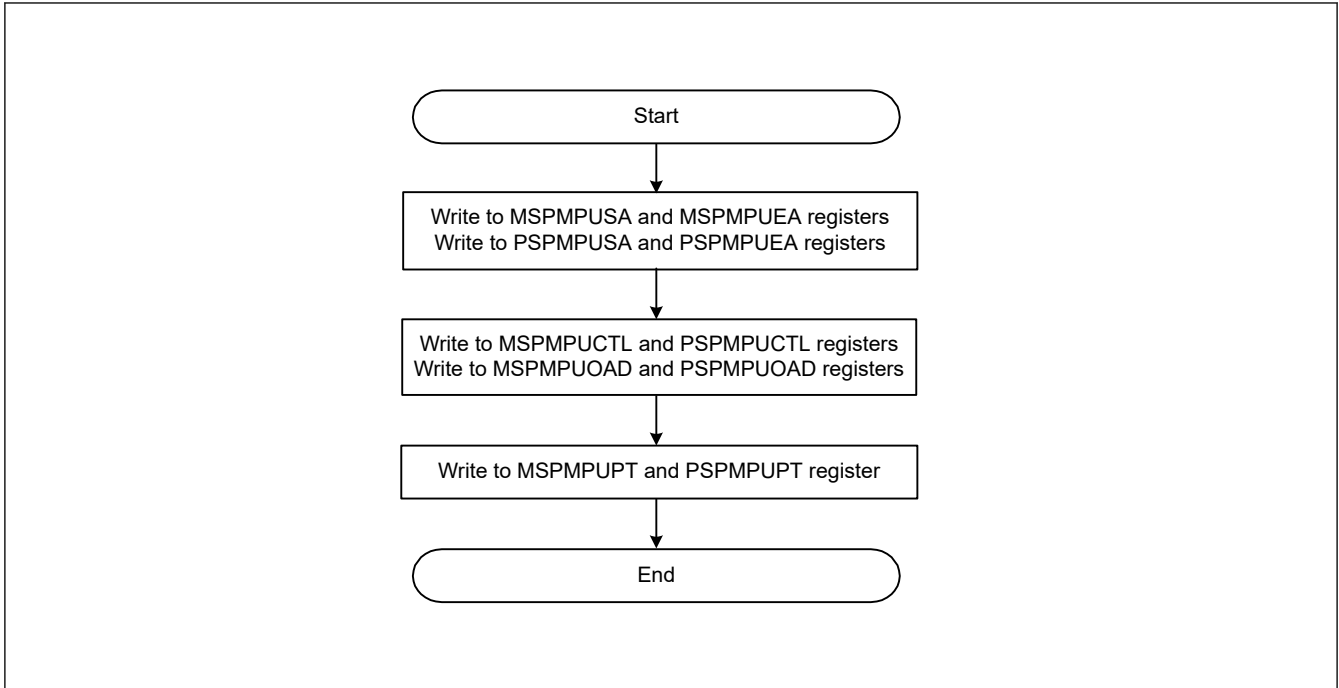 Start
Write to MSPMPUSA and MSPMPUEA registers
Write to PSPMPUSA and PSPMPUEA registers
Write to MSPMPUCTL and PSPMPUCTL registers
Write to MSPMPUOAD and PSPMPUOAD registers
Write to MSPMPUPT and PSPMPUPT register
End